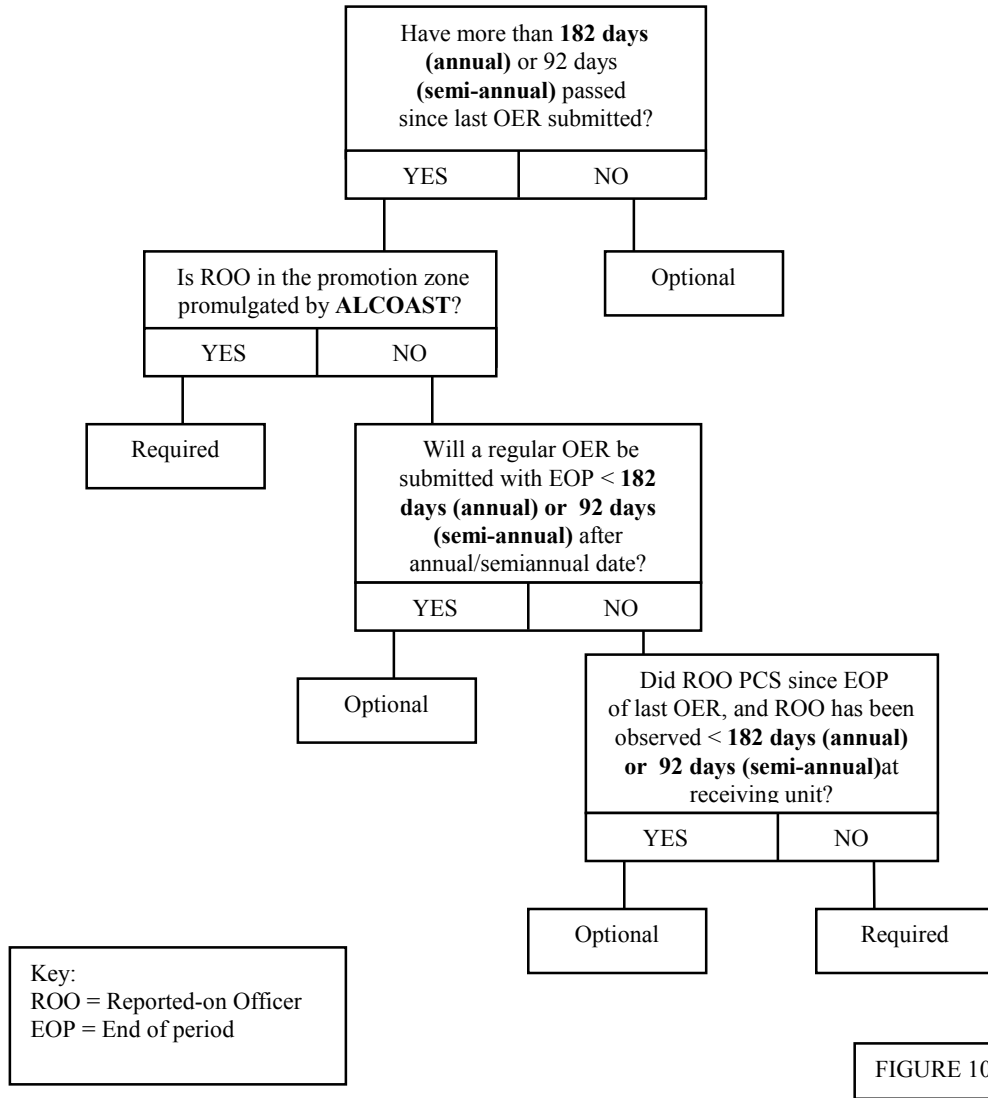 Have more than 182 days
(annual) or 92 days
(semi-annual) passed
since last OER submitted?
YES
NO
Is ROO in the promotion zone
promulgated by ALCOAST?
Optional
YES
NO
Required
Will a regular OER be
submitted with EOP < 182
days (annual) or 92 days
(semi-annual) after
annual/semiannual date?
YES
NO
Optional
Did ROO PCS since EOP
of last OER, and ROO has been
observed < 182 days (annual)
or 92 days (semi-annual)at
receiving unit?
YES
NO
Optional
Required
Key:
ROO = Reported-on Officer
EOP = End of period
FIGURE 10